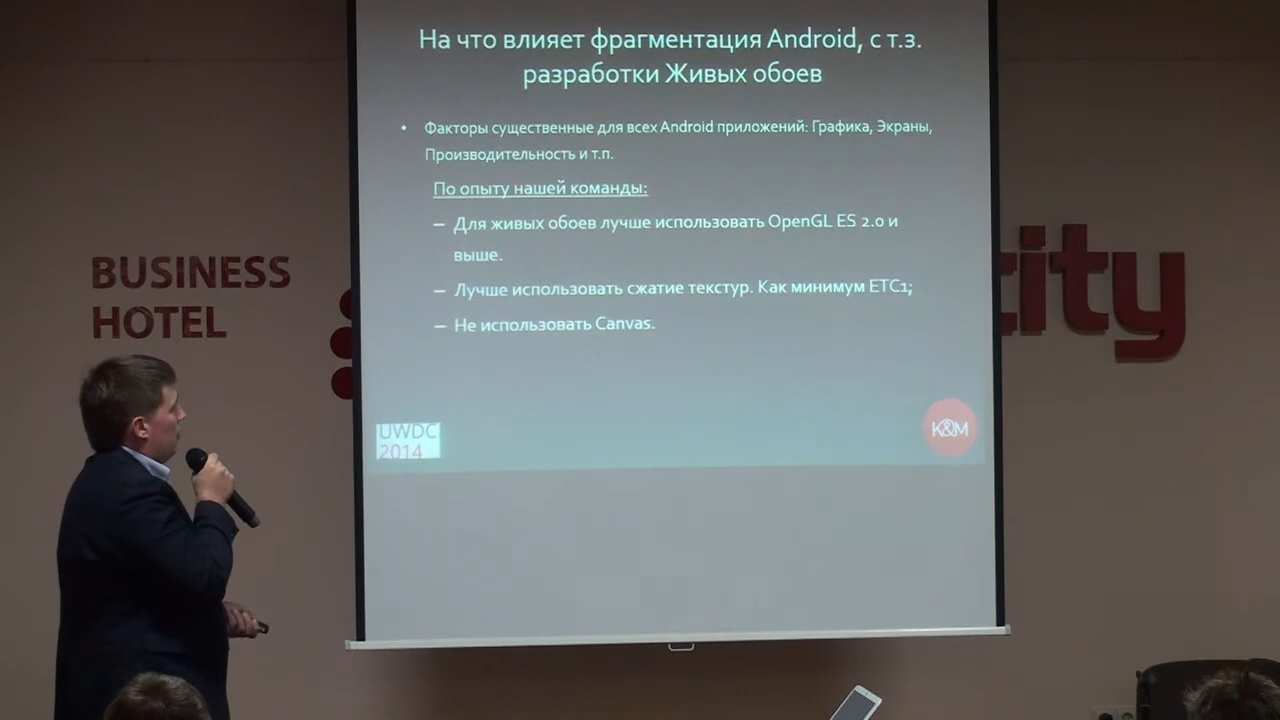 На что влияет фрагментация Android, с т.з.
разработки Живых обоев
• Факторы существенные для всех Android приложений: Графика, Экраны,
Производительность и т.п.
По опыту нашей команды:
– Для живых обоев лучше использовать OpenGL ES 2.0 и
выше.
– Лучше использовать сжатие текстур. Как минимум ETC1;
– Не использовать Canvas.
UWDC
2014
K&M
BUSINESS
HOTEL
city